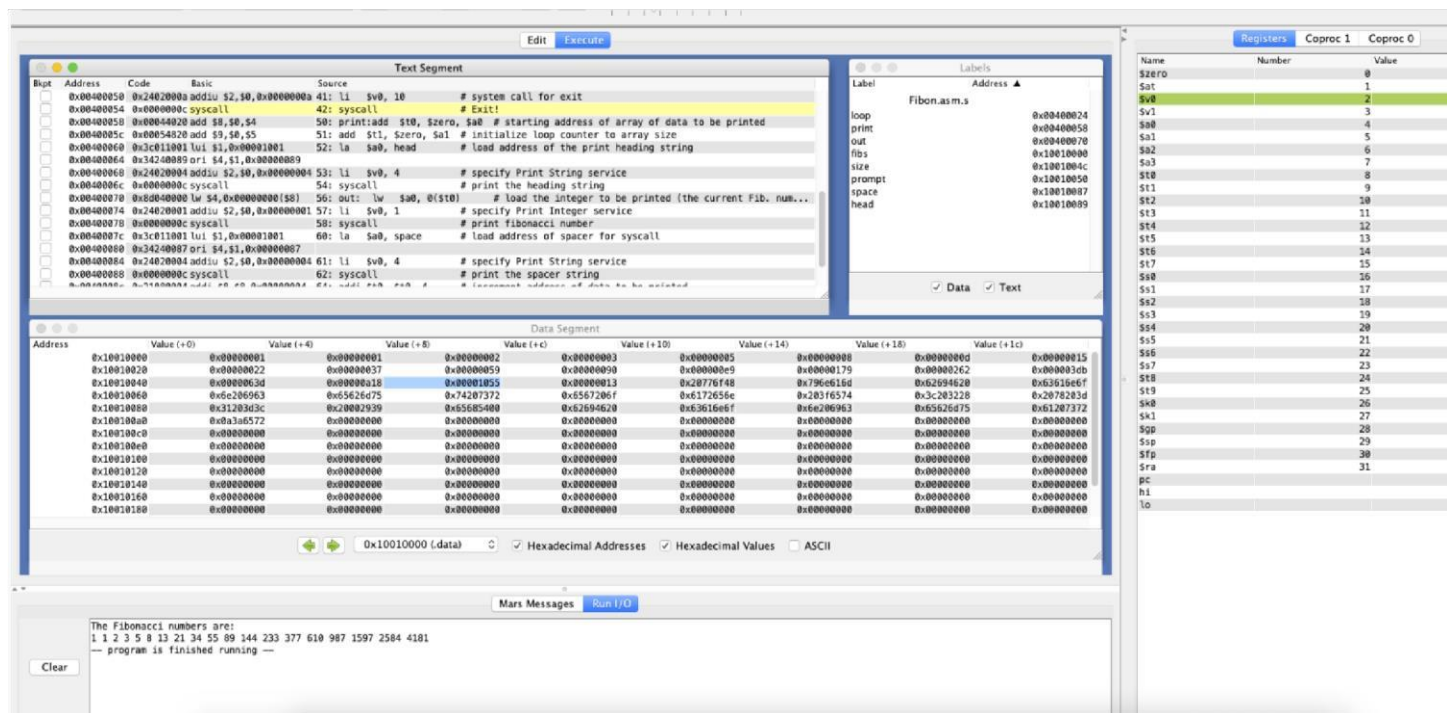 Edit Execute
Text Segment
Bkpt Address Code Basic Source
0x00400050 0x2402000a addiu $2,$0,0x0000000a 41: li $v0, 10 # system call for exit
0x00400054 0x0000000c syscall 42: syscall # Exit!
0x00400058 0x00044020 add $8,$0,$4 50: print:add $t0, $zero, $a0 # starting address of array of data to be printed
0x0040005c 0x00054820 add $9,$0,$5 51: add $t1, $zero, $a1 # initialize loop counter to array size
0x00400060 0x3c011001 lui $1,0x00001001 52: la $a0, head # load address of the print heading string
0x00400064 0x34240089 ori $4,$1,0x00000089
0x00400068 0x24020004 addiu $2,$0,0x00000004 53: li $v0, 4 # specify Print String service
0x0040006c 0x0000000c syscall 54: syscall # print the heading string
0x00400070 0x8d040000 lw $4,0x00000000($8) 56: out: lw $a0, 0($t0) # load the integer to be printed (the current Fib. num...
0x00400074 0x24020001 addiu $2,$0,0x00000001 57: li $v0, 1 # specify Print Integer service
0x00400078 0x0000000c syscall 58: syscall # print fibonacci number
0x0040007c 0x3c011001 lui $1,0x00001001 60: la $a0, space # load address of spacer for syscall
0x00400080 0x34240087 ori $4,$1,0x00000087
0x00400084 0x24020004 addiu $2,$0,0x00000004 61: li $v0, 4 # specify Print String service
0x00400088 0x0000000c syscall 62: syscall # print the spacer string
Labels
Label Address ▲
Fibon.asm.s
loop 0x00400024
print 0x00400058
out 0x00400070
fibs 0x10010000
size 0x1001004c
prompt 0x10010050
space 0x10010087
head 0x10010089
Data Text
Data Segment
Address Value (+0) Value (+4) Value (+8) Value (+c) Value (+10) Value (+14) Value (+18) Value (+1c)
0x10010000 0x00000001 0x00000001 0x00000002 0x00000003 0x00000005 0x00000008 0x0000000d 0x00000015
0x10010020 0x00000022 0x00000037 0x00000059 0x00000090 0x000000e9 0x00000179 0x00000262 0x000003db
0x10010040 0x0000063d 0x00000a18 0x00001055 0x00000013 0x20776f48 0x796e616d 0x62694620 0x63616e6f
0x10010060 0x6e206963 0x65626d75 0x74207372 0x6567206f 0x6172656e 0x203f6574 0x3c203228 0x2078203d
0x10010080 0x31203d3c 0x20002939 0x65685400 0x62694620 0x63616e6f 0x6e206963 0x65626d75 0x61207372
0x100100a0 0x0a3a6572 0x00000000 0x00000000 0x00000000 0x00000000 0x00000000 0x00000000 0x00000000
0x100100c0 0x00000000 0x00000000 0x00000000 0x00000000 0x00000000 0x00000000 0x00000000 0x00000000
0x100100e0 0x00000000 0x00000000 0x00000000 0x00000000 0x00000000 0x00000000 0x00000000 0x00000000
0x10010100 0x00000000 0x00000000 0x00000000 0x00000000 0x00000000 0x00000000 0x00000000 0x00000000
0x10010120 0x00000000 0x00000000 0x00000000 0x00000000 0x00000000 0x00000000 0x00000000 0x00000000
0x10010140 0x00000000 0x00000000 0x00000000 0x00000000 0x00000000 0x00000000 0x00000000 0x00000000
0x10010160 0x00000000 0x00000000 0x00000000 0x00000000 0x00000000 0x00000000 0x00000000 0x00000000
0x10010180 0x00000000 0x00000000 0x00000000 0x00000000 0x00000000 0x00000000 0x00000000 0x00000000
0x10010000 (.data) Hexadecimal Addresses Hexadecimal Values ASCII
Mars Messages Run I/O
The Fibonacci numbers are:
1 1 2 3 5 8 13 21 34 55 89 144 233 377 610 987 1597 2584 4181
-- program is finished running --
Clear
Registers Coproc 1 Coproc 0
Name Number Value
$zero 0
$at 1
$v0 2
$v1 3
$a0 4
$a1 5
$a2 6
$a3 7
$t0 8
$t1 9
$t2 10
$t3 11
$t4 12
$t5 13
$t6 14
$t7 15
$s0 16
$s1 17
$s2 18
$s3 19
$s4 20
$s5 21
$s6 22
$s7 23
$t8 24
$t9 25
$k0 26
$k1 27
$gp 28
$sp 29
$fp 30
$ra 31
pc
hi
lo